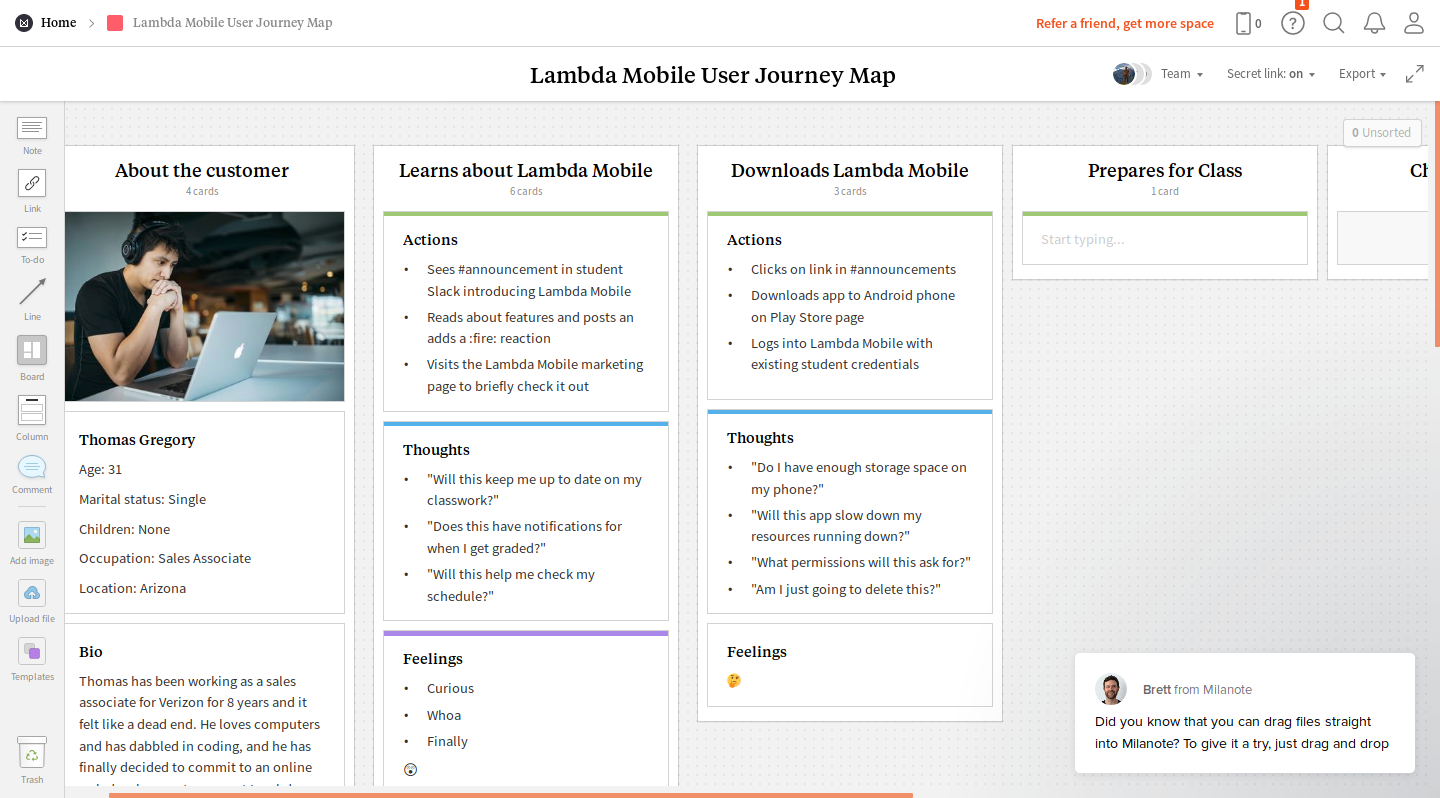 Home
Lambda Mobile User Journey Map
Refer a friend, get more space
0
1
Lambda Mobile User Journey Map
Team
Secret link: on
Export
Note
Link
To-do
Line
Board
Column
Comment
Add image
Upload file
Templates
Trash
0 Unsorted
About the customer
4 cards
Thomas Gregory
Age: 31
Marital status: Single
Children: None
Occupation: Sales Associate
Location: Arizona
Bio
Thomas has been working as a sales
associate for Verizon for 8 years and it
felt like a dead end. He loves computers
and has dabbled in coding, and he has
finally decided to commit to an online
Learns about Lambda Mobile
6 cards
Actions
• Sees #announcement in student
Slack introducing Lambda Mobile
• Reads about features and posts an
adds a :fire: reaction
• Visits the Lambda Mobile marketing
page to briefly check it out
Thoughts
• "Will this keep me up to date on my
classwork?"
• "Does this have notifications for
when I get graded?"
• "Will this help me check my
schedule?"
Feelings
• Curious
• Whoa
• Finally
😲
Downloads Lambda Mobile
3 cards
Actions
• Clicks on link in #announcements
• Downloads app to Android phone
on Play Store page
• Logs into Lambda Mobile with
existing student credentials
Thoughts
• "Do I have enough storage space on
my phone?"
• "Will this app slow down my
resources running down?"
• "What permissions will this ask for?"
• "Am I just going to delete this?"
Feelings
🤔
Prepares for Class
1 card
Start typing...
Brett from Milanote
Did you know that you can drag files straight
into Milanote? To give it a try, just drag and drop